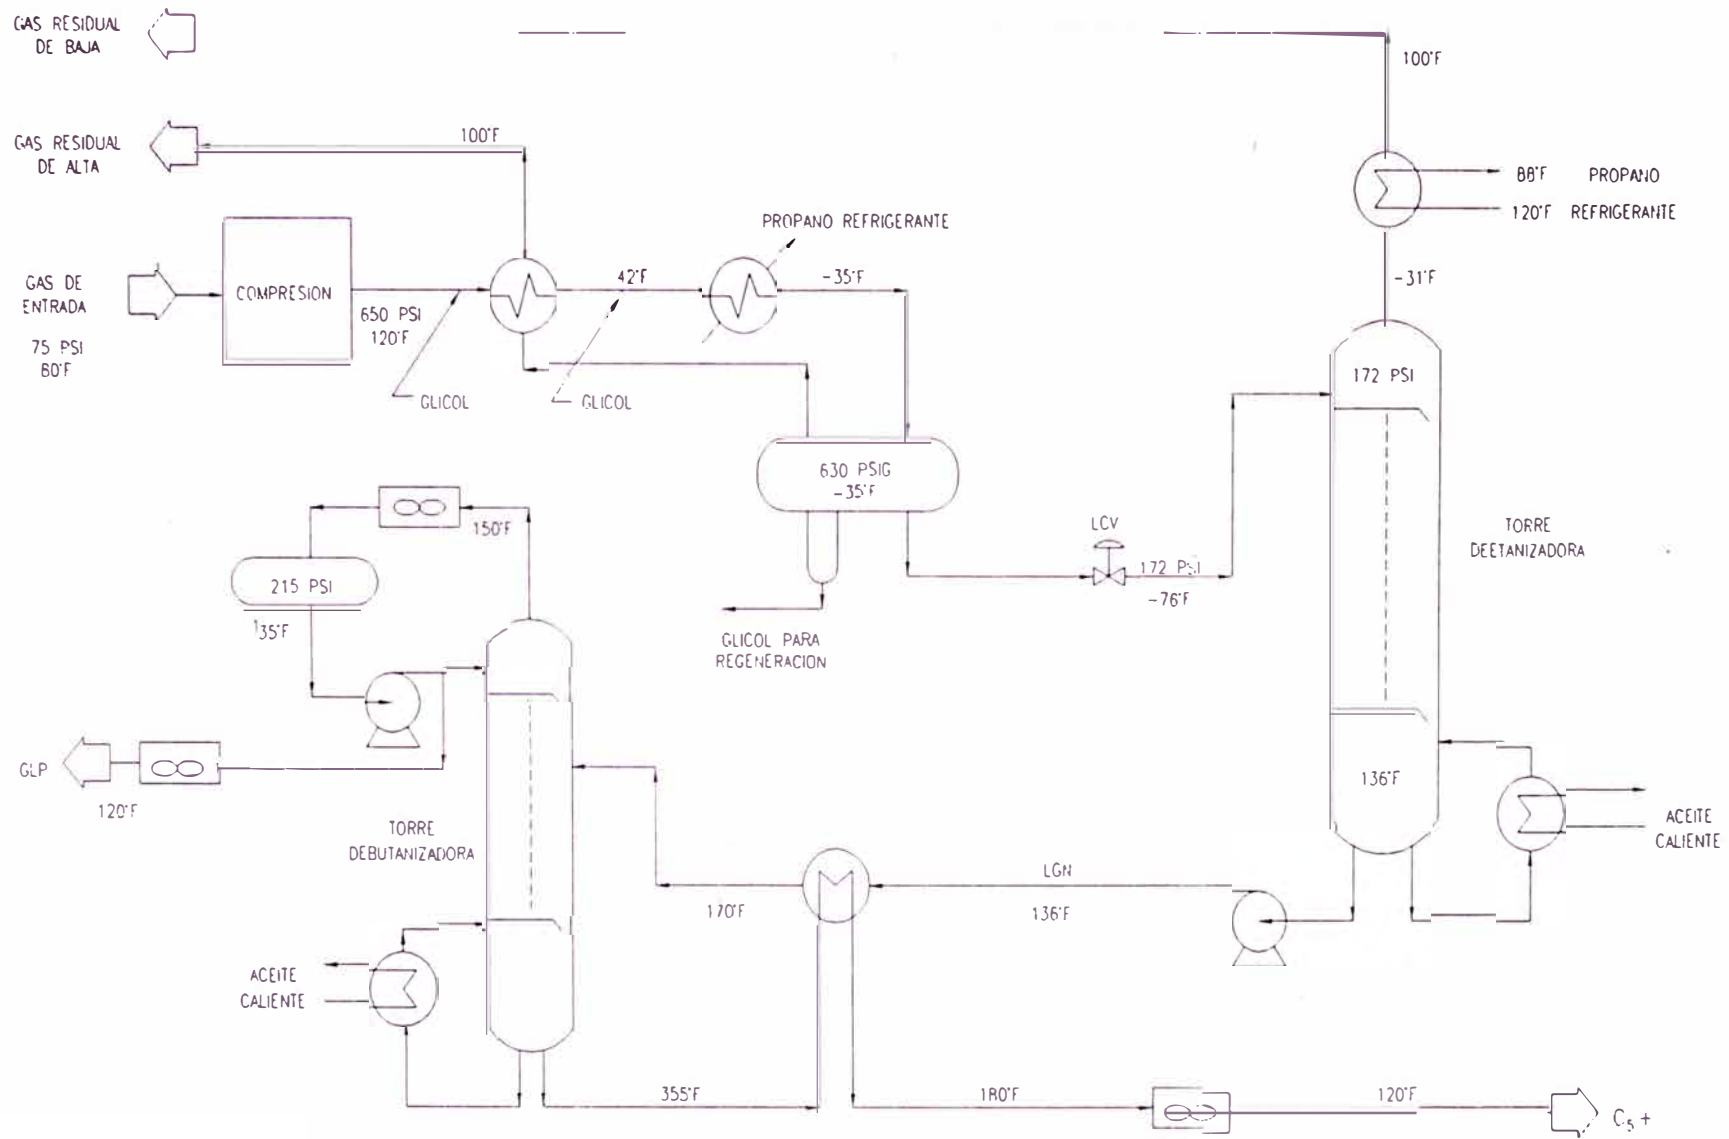 GAS RESIDUAL
DE BAJA
100°F
GAS RESIDUAL
DE ALTA
100°F
88°F PROPANO
120°F REFRIGERANTE
PROPANO REFRIGERANTE
GAS DE
ENTRADA
75 PSI
80°F
COMPRESION
650 PSI
120°F
42°F
-35°F
-31°F
GLICOL
GLICOL
172 PSI
630 PSIG
-35°F
150°F
LCV
172 PSI
-76°F
TORRE
DEETANIZADORA
215 PSI
135°F
GLICOL PARA
REGENERACION
GLP
120°F
136°F
TORRE
DEBUTANIZADORA
ACEITE
CALIENTE
LGN
170°F
136°F
ACEITE
CALIENTE
355°F
180°F
120°F
C5 +